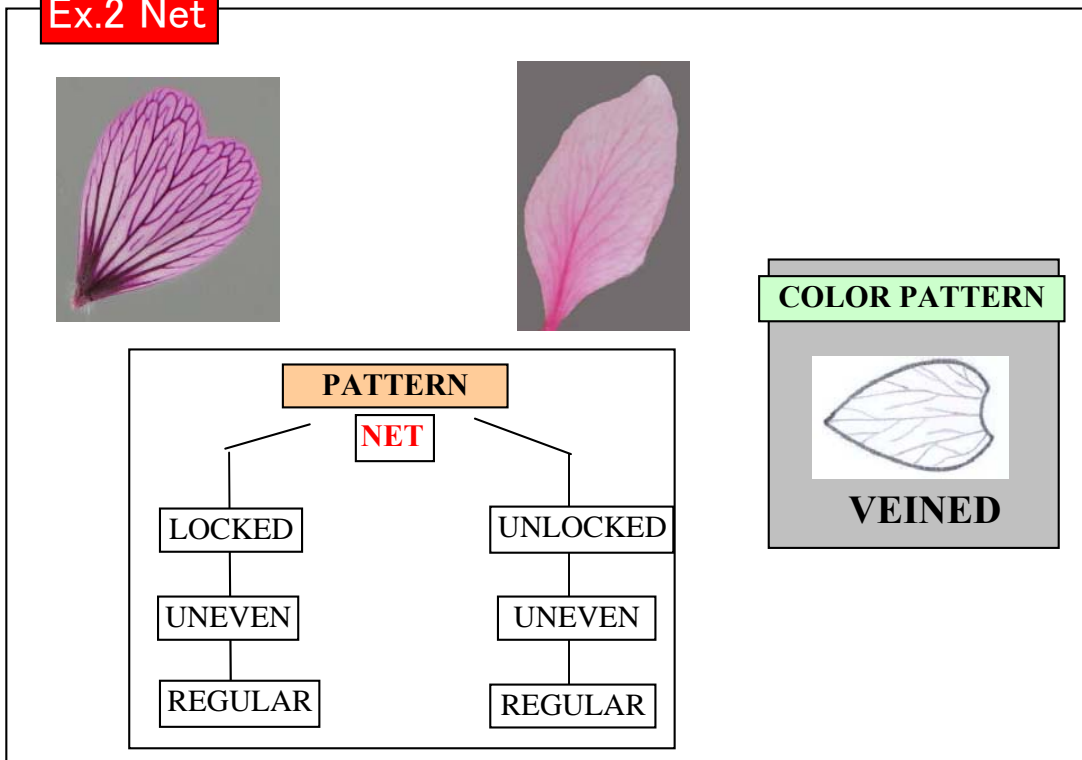 Ex.2 Net
COLOR PATTERN
VEINED
PATTERN
NET
LOCKED
UNLOCKED
UNEVEN
UNEVEN
REGULAR
REGULAR